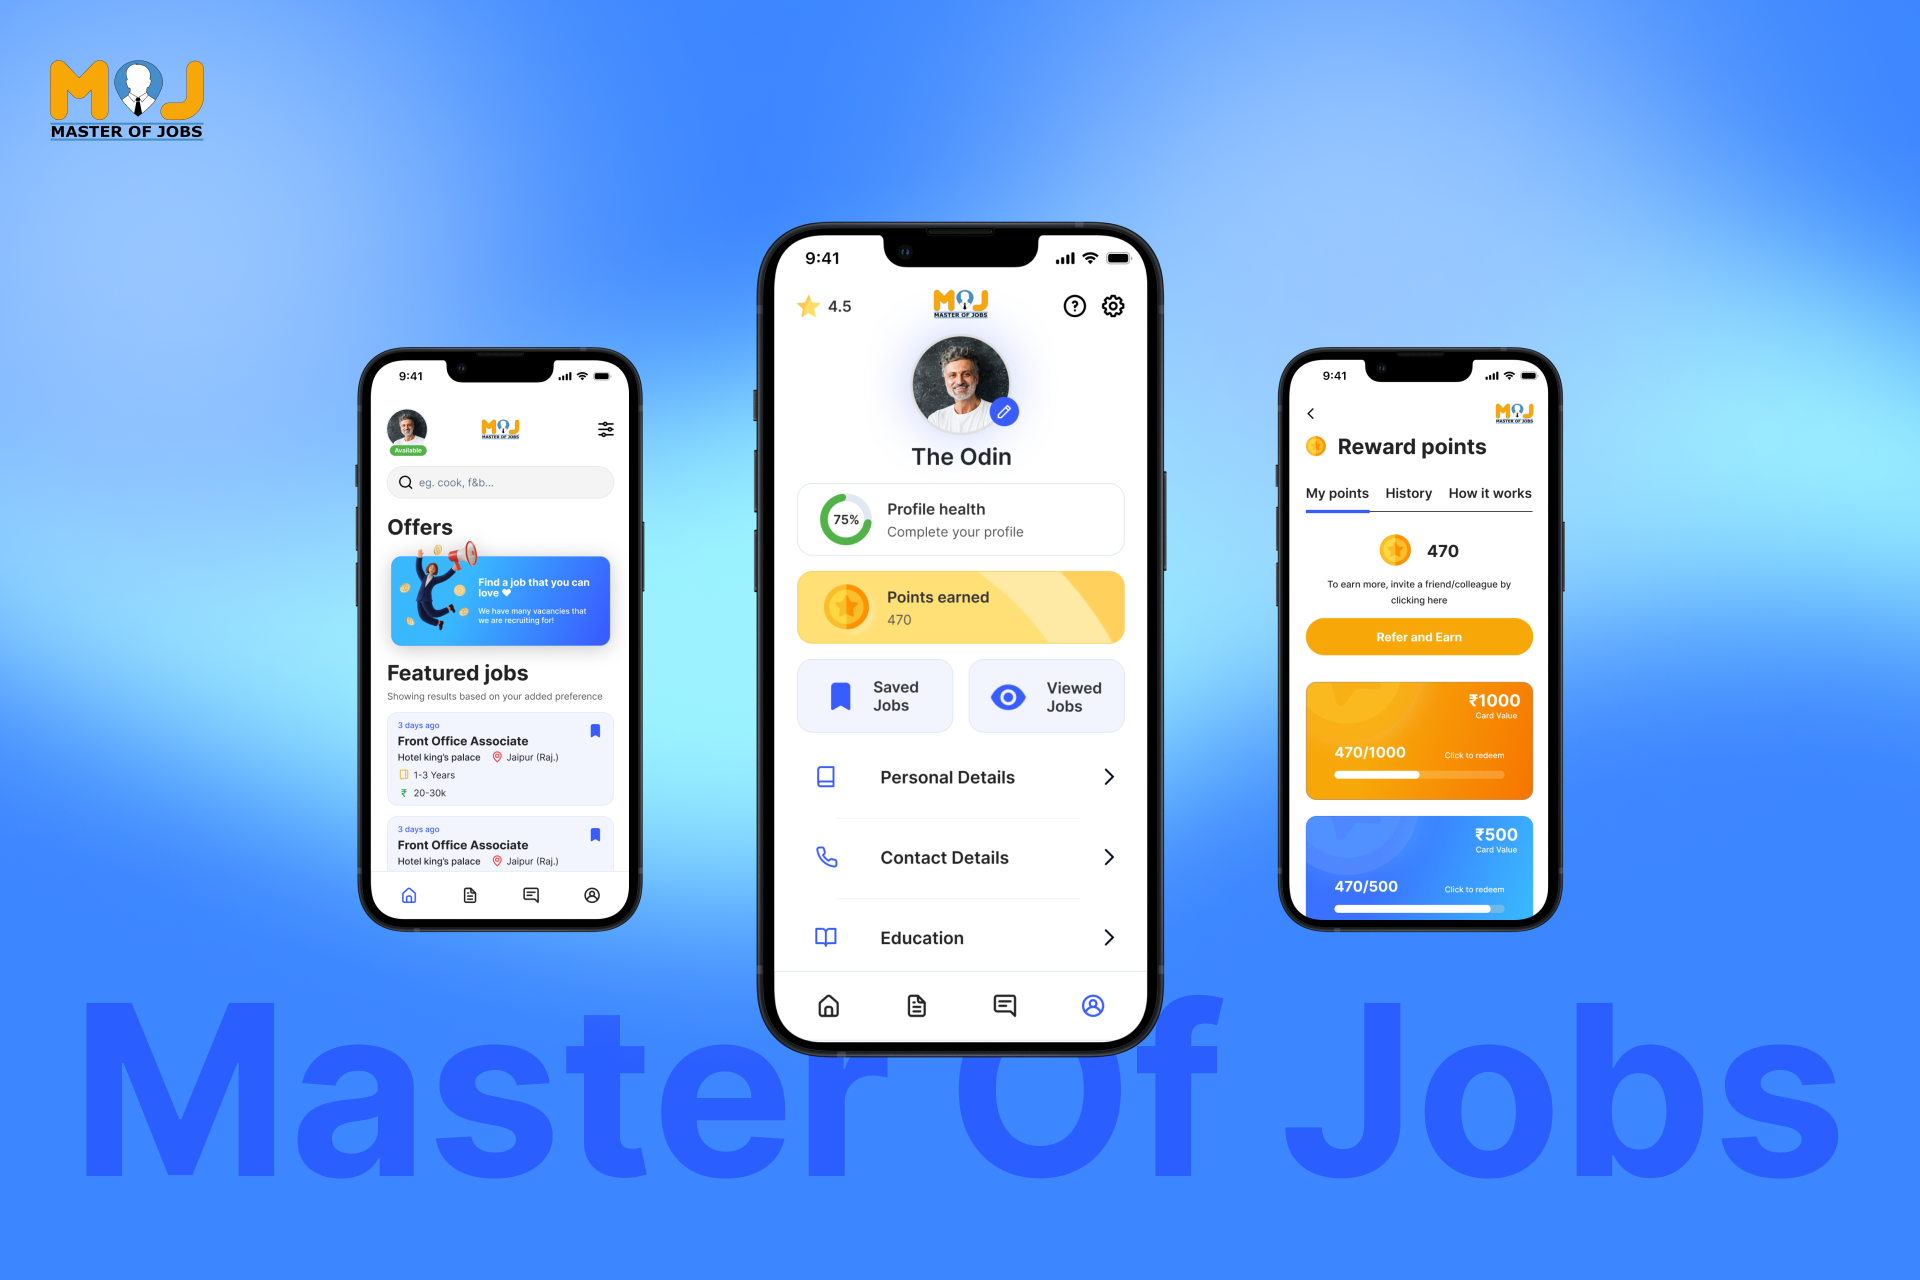 MOJ
MASTER OF JOBS
9:41
MOJ
MASTER OF JOBS
Available
eg. cook, f&b...
Offers
Find a job that you can
love
We have many vacancies that
we are recruiting for!
Featured jobs
Showing results based on your added preference
3 days ago
Front Office Associate
Hotel king's palace Jaipur (Raj.)
1-3 Years
₹ 20-30k
3 days ago
Front Office Associate
Hotel king's palace Jaipur (Raj.)
9:41
4.5
MOJ
MASTER OF JOBS
The Odin
75%
Profile health
Complete your profile
Points earned
470
Saved
Jobs
Viewed
Jobs
Personal Details
Contact Details
Education
9:41
MOJ
MASTER OF JOBS
Reward points
My points History How it works
470
To earn more, invite a friend/colleague by
clicking here
Refer and Earn
₹1000
Card Value
470/1000 Click to redeem
₹500
Card Value
470/500 Click to redeem
Master Of Jobs